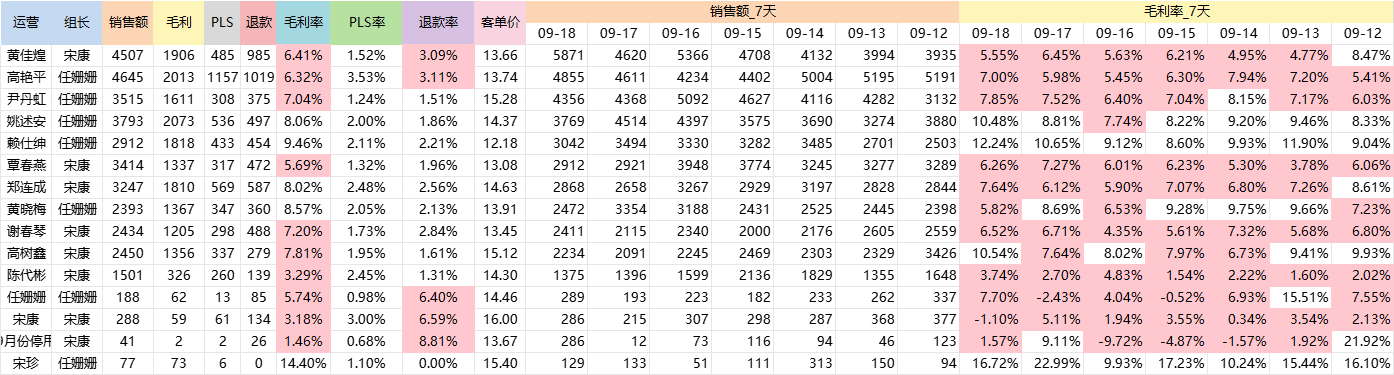 运营 组长 销售额 毛利 PLS 退款 毛利率 PLS率 退款率 客单价 销售额_7天 毛利率_7天
09-18 09-17 09-16 09-15 09-14 09-13 09-12 09-18 09-17 09-16 09-15 09-14 09-13 09-12
黄佳煌 宋康 4507 1906 485 985 6.41% 1.52% 3.09% 13.66 5871 4620 5366 4708 4132 3994 3935 5.55% 6.45% 5.63% 6.21% 4.95% 4.77% 8.47%
高艳平 任姗姗 4645 2013 1157 1019 6.32% 3.53% 3.11% 13.74 4855 4611 4234 4402 5004 5195 5191 7.00% 5.98% 5.45% 6.30% 7.94% 7.20% 5.41%
尹丹虹 任姗姗 3515 1611 308 375 7.04% 1.24% 1.51% 15.28 4356 4368 5092 4627 4116 4282 3132 7.85% 7.52% 6.40% 7.04% 8.15% 7.17% 6.03%
姚述安 任姗姗 3793 2073 536 497 8.06% 2.00% 1.86% 14.37 3769 4514 4397 3575 3690 3274 3880 10.48% 8.81% 7.74% 8.22% 9.20% 9.46% 8.33%
赖仕绅 任姗姗 2912 1818 433 454 9.46% 2.11% 2.21% 12.18 3042 3494 3330 3282 3485 2701 2503 12.24% 10.65% 9.12% 8.60% 9.93% 11.90% 9.04%
覃春燕 宋康 3414 1337 317 472 5.69% 1.32% 1.96% 13.08 2912 2921 3948 3774 3245 3277 3289 6.26% 7.27% 6.01% 6.23% 5.30% 3.78% 6.06%
郑连成 宋康 3247 1810 569 587 8.02% 2.48% 2.56% 14.63 2868 2658 3267 2929 3197 2828 2844 7.64% 6.12% 5.90% 7.07% 6.80% 7.26% 8.61%
黄晓梅 任姗姗 2393 1367 347 360 8.57% 2.05% 2.13% 13.91 2472 3354 3188 2431 2525 2445 2398 5.82% 8.69% 6.53% 9.28% 9.75% 9.66% 7.23%
谢春琴 宋康 2434 1205 298 488 7.20% 1.73% 2.84% 13.45 2411 2115 2340 2000 2176 2605 2559 6.52% 6.71% 4.35% 5.61% 7.32% 5.68% 6.80%
高树鑫 宋康 2450 1356 337 279 7.81% 1.95% 1.61% 15.12 2234 2091 2245 2469 2303 2329 3426 10.54% 7.64% 8.02% 7.97% 6.73% 9.41% 9.93%
陈代彬 宋康 1501 326 260 139 3.29% 2.45% 1.31% 14.30 1375 1396 1599 2136 1829 1355 1648 3.74% 2.70% 4.83% 1.54% 2.22% 1.60% 2.02%
任姗姗 任姗姗 188 62 13 85 5.74% 0.98% 6.40% 14.46 289 193 223 182 233 262 337 7.70% -2.43% 4.04% -0.52% 6.93% 15.51% 7.55%
宋康 宋康 288 59 61 134 3.18% 3.00% 6.59% 16.00 286 215 307 298 287 368 377 -1.10% 5.11% 1.94% 3.55% 0.34% 3.54% 2.13%
9月份停用 宋康 41 2 2 26 1.46% 0.68% 8.81% 13.67 286 12 73 116 94 46 123 1.57% 9.11% -9.72% -4.87% -1.57% 1.92% 21.92%
宋珍 任姗姗 77 73 6 0 14.40% 1.10% 0.00% 15.40 129 133 51 111 313 150 94 16.72% 22.99% 9.93% 17.23% 10.24% 15.44% 16.10%